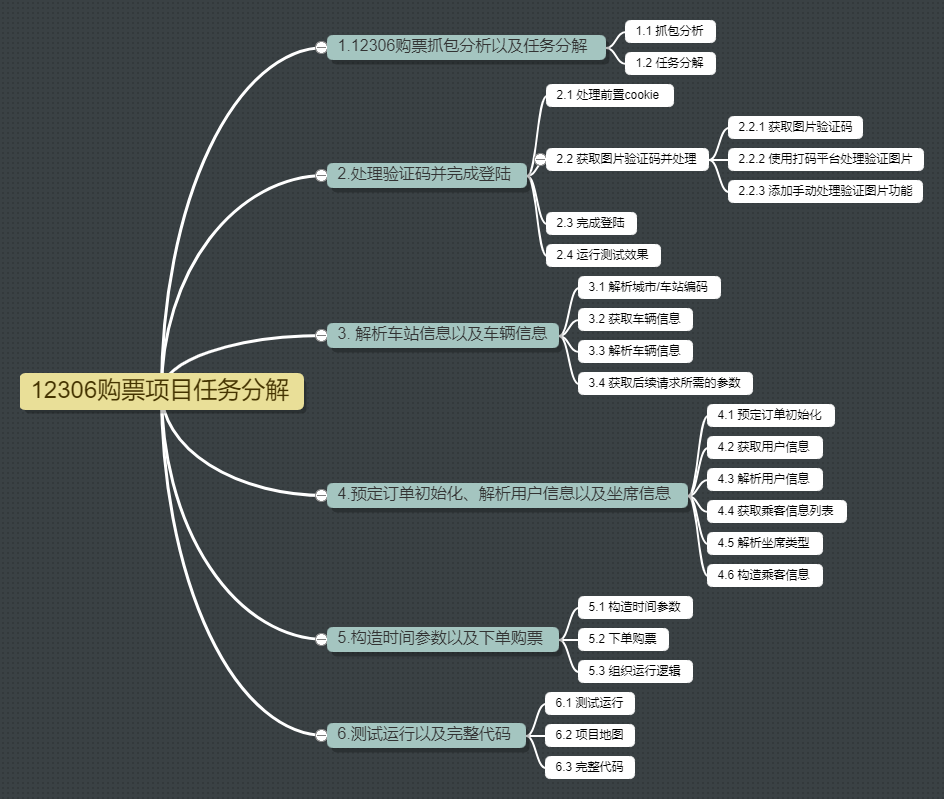 12306购票项目任务分解
1.12306购票抓包分析以及任务分解
1.1 抓包分析
1.2 任务分解
2.处理验证码并完成登陆
2.1 处理前置cookie
2.2 获取图片验证码并处理
2.2.1 获取图片验证码
2.2.2 使用打码平台处理验证图片
2.2.3 添加手动处理验证图片功能
2.3 完成登陆
2.4 运行测试效果
3. 解析车站信息以及车辆信息
3.1 解析城市/车站编码
3.2 获取车辆信息
3.3 解析车辆信息
3.4 获取后续请求所需的参数
4.预定订单初始化、解析用户信息以及坐席信息
4.1 预定订单初始化
4.2 获取用户信息
4.3 解析用户信息
4.4 获取乘客信息列表
4.5 解析坐席类型
4.6 构造乘客信息
5.构造时间参数以及下单购票
5.1 构造时间参数
5.2 下单购票
5.3 组织运行逻辑
6.测试运行以及完整代码
6.1 测试运行
6.2 项目地图
6.3 完整代码